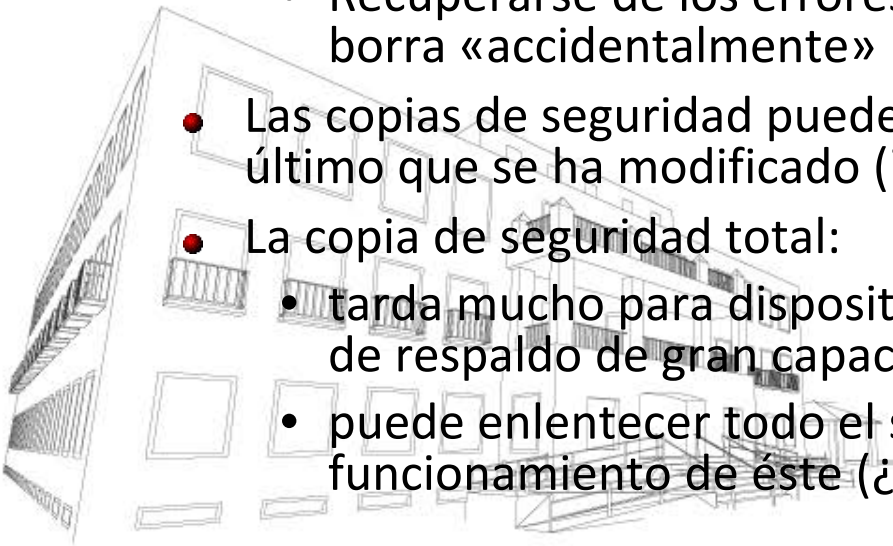 • Recuperarse de los errores
borra «accidentalmente»
Las copias de seguridad puede
último que se ha modificado (
La copia de seguridad total:
• tarda mucho para disposit
de respaldo de gran capac
• puede enlentecer todo el s
funcionamiento de éste (¿